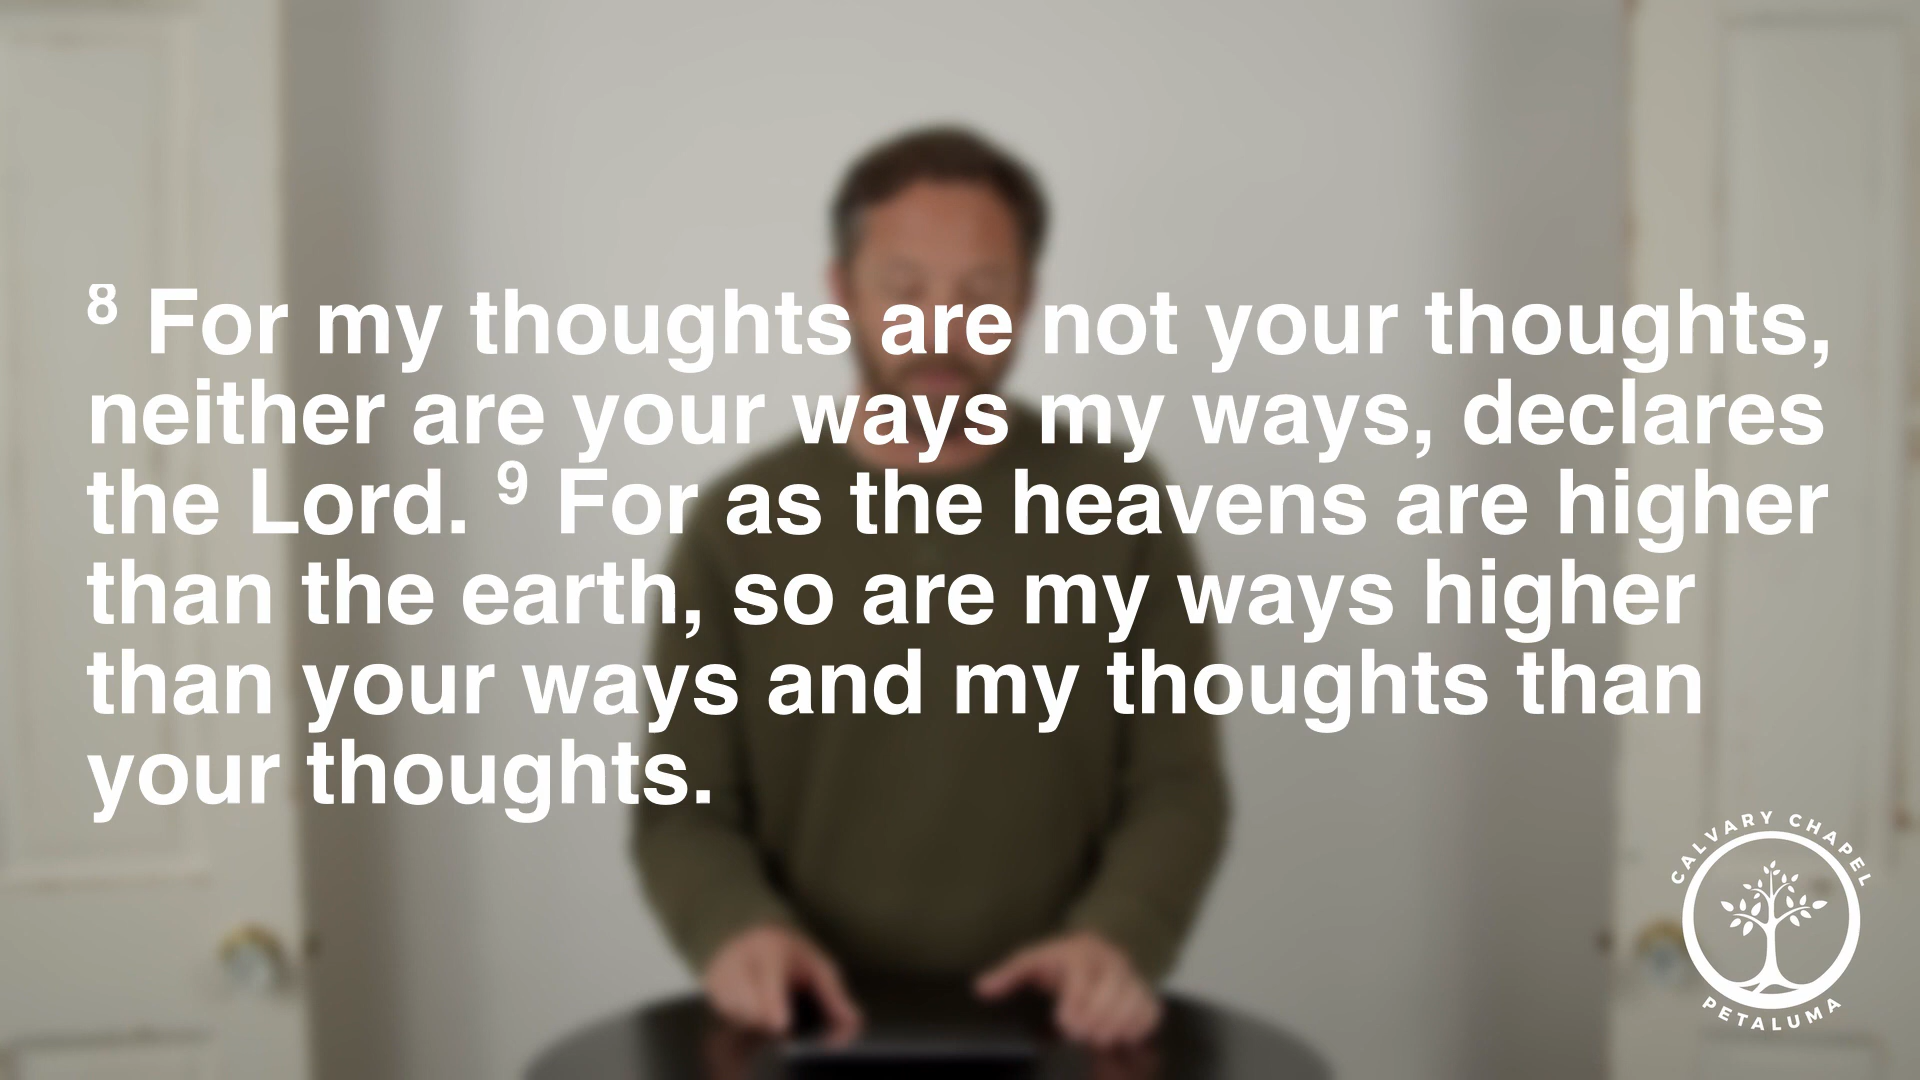 8 For my thoughts are not your thoughts,
neither are your ways my ways, declares
the Lord. 9 For as the heavens are higher
than the earth, so are my ways higher
than your ways and my thoughts than
your thoughts.
CALVARY CHAPEL
PETALUMA